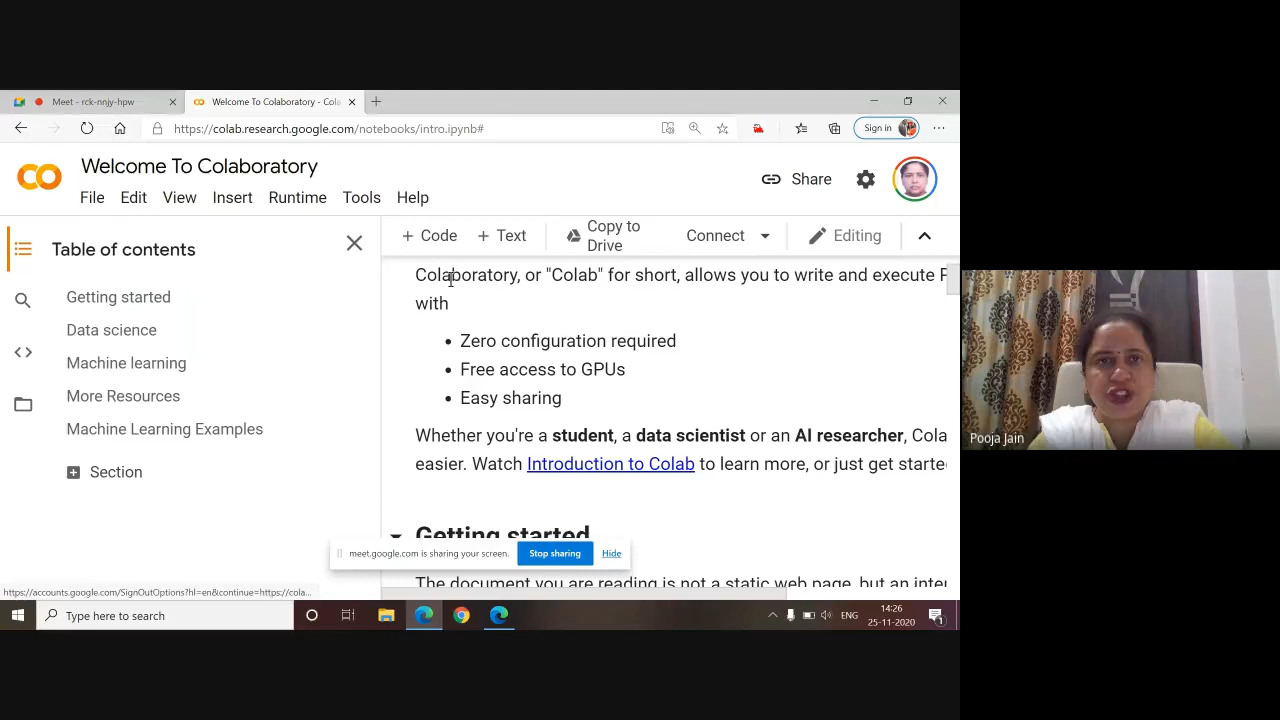 Meet - rck-nnjy-hpw
Welcome To Colaboratory - Cola
https://colab.research.google.com/notebooks/intro.ipynb#
Sign in
CO
Welcome To Colaboratory
File Edit View Insert Runtime Tools Help
Share
Table of contents
Getting started
Data science
Machine learning
More Resources
Machine Learning Examples
Section
+ Code + Text
Copy to
Drive
Connect
Editing
Colaboratory, or "Colab" for short, allows you to write and execute P
with
• Zero configuration required
• Free access to GPUs
• Easy sharing
Whether you're a student, a data scientist or an AI researcher, Cola
easier. Watch Introduction to Colab to learn more, or just get starte
Getting started
meet.google.com is sharing your screen. Stop sharing Hide
The document you are reading is not a static web page, but an inte
https://accounts.google.com/SignOutOptions?hl=en&continue=https://cola...
Type here to search
ENG
14:26
25-11-2020
1
Pooja Jain